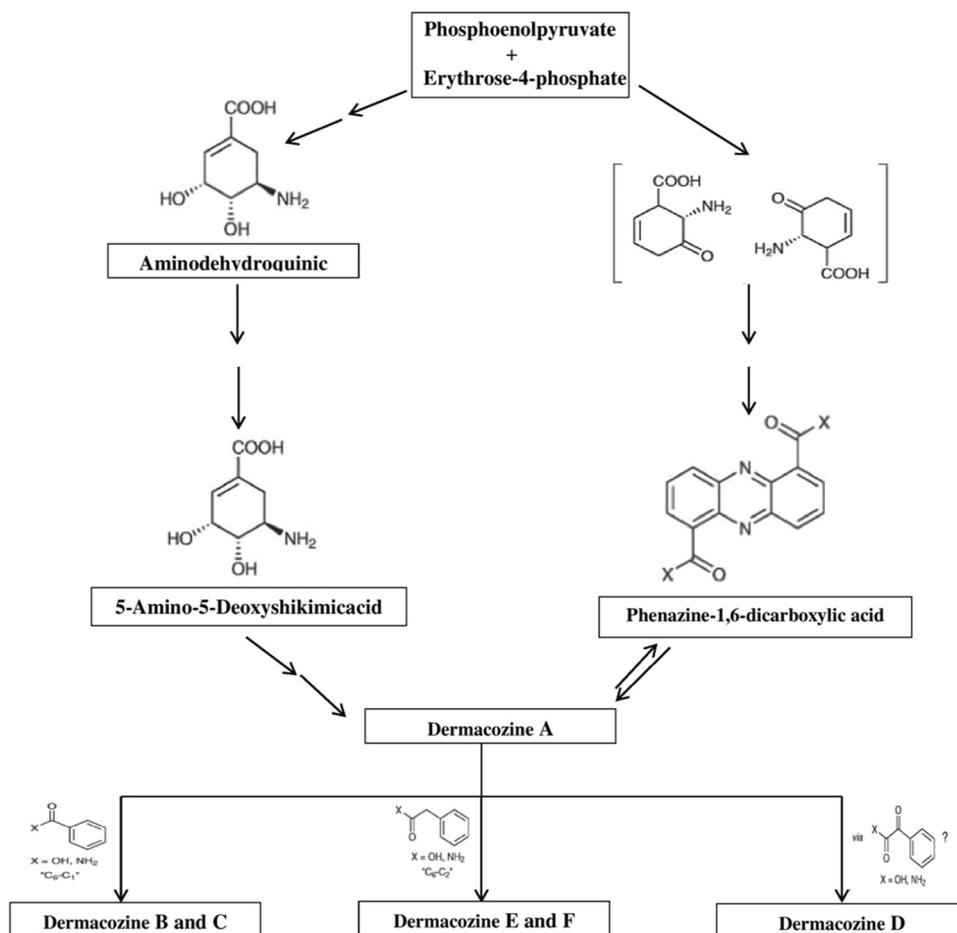 Phosphoenolpyruvate
+
Erythrose-4-phosphate
COOH
HO
NH2
OH
Aminodehydroquinic
COOH
NH2
O
O
H2N
COOH
COOH
HO
NH2
OH
5-Amino-5-Deoxyshikimicacid
O
X
N
N
X
O
Phenazine-1,6-dicarboxylic acid
Dermacozine A
O
X
X = OH, NH2
"C6-C1"
X
O
X = OH, NH2
"C6-C2"
via
X
O
O
?
X = OH, NH2
Dermacozine B and C
Dermacozine E and F
Dermacozine D